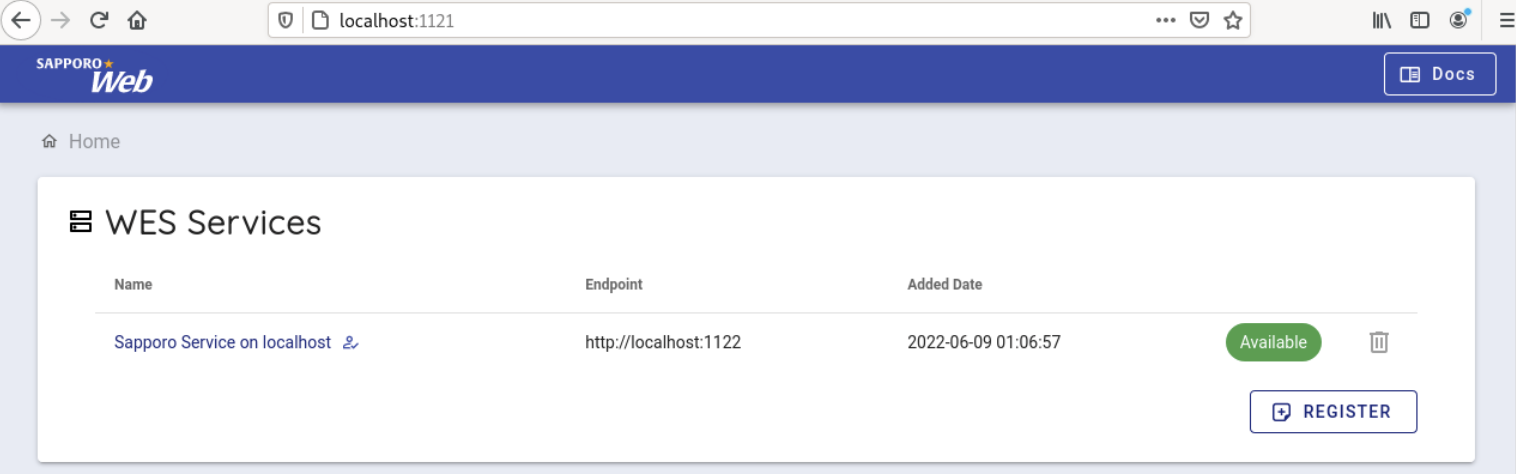 localhost:1121
SAPPORO
Web
Docs
Home
WES Services
Name Endpoint Added Date
Sapporo Service on localhost http://localhost:1122 2022-06-09 01:06:57 Available
REGISTER